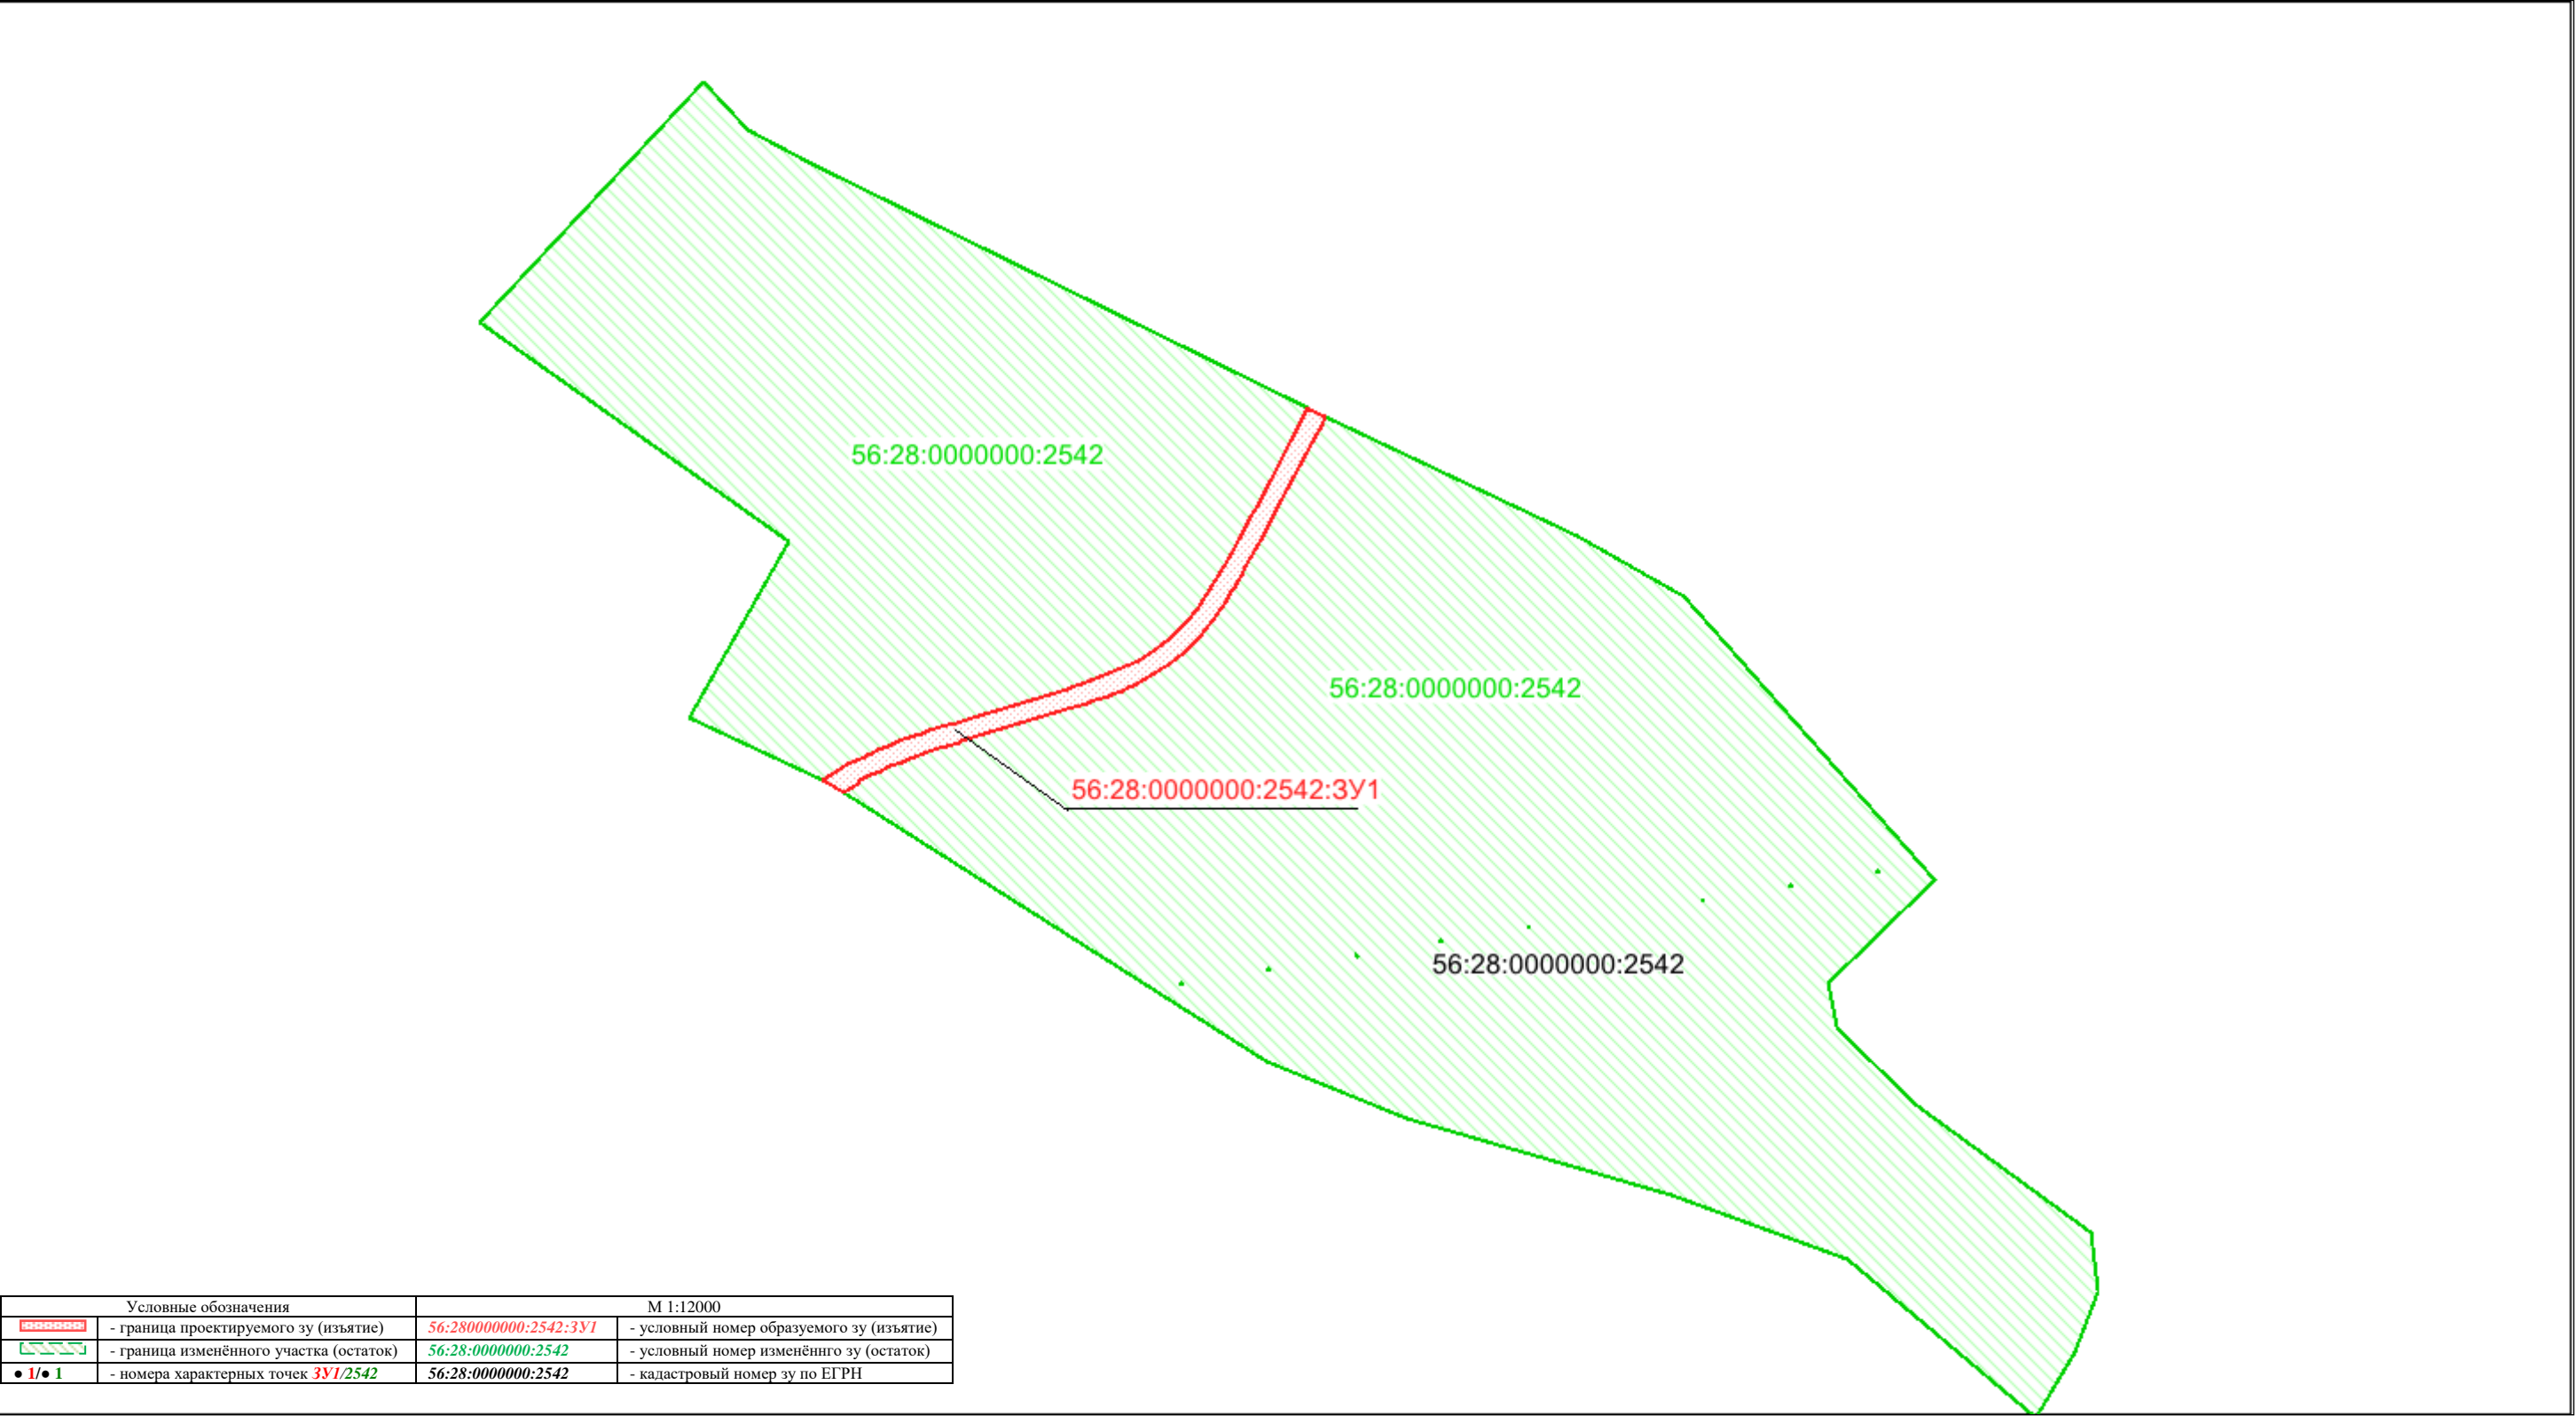 56:28:0000000:2542
56:28:0000000:2542
56:28:0000000:2542:ЗУ1
56:28:0000000:2542
Условные обозначения М 1:12000
- граница проектируемого зу (изъятие) 56:280000000:2542:ЗУ1 - условный номер образуемого зу (изъятие)
- граница изменённого участка (остаток) 56:28:0000000:2542 - условный номер изменённго зу (остаток)
● 1/● 1 - номера характерных точек ЗУ1/2542 56:28:0000000:2542 - кадастровый номер зу по ЕГРН